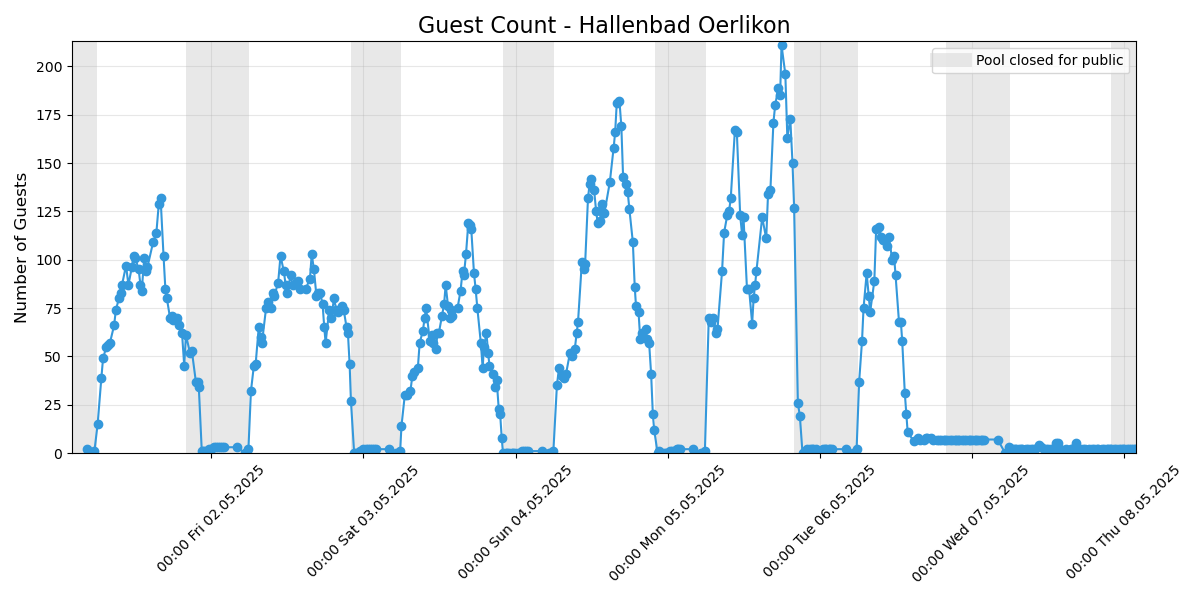 Guest Count - Hallenbad Oerlikon
Pool closed for public
Number of Guests
200
175
150
125
100
75
50
25
0
00:00 Fri 02.05.2025
00:00 Sat 03.05.2025
00:00 Sun 04.05.2025
00:00 Mon 05.05.2025
00:00 Tue 06.05.2025
00:00 Wed 07.05.2025
00:00 Thu 08.05.2025